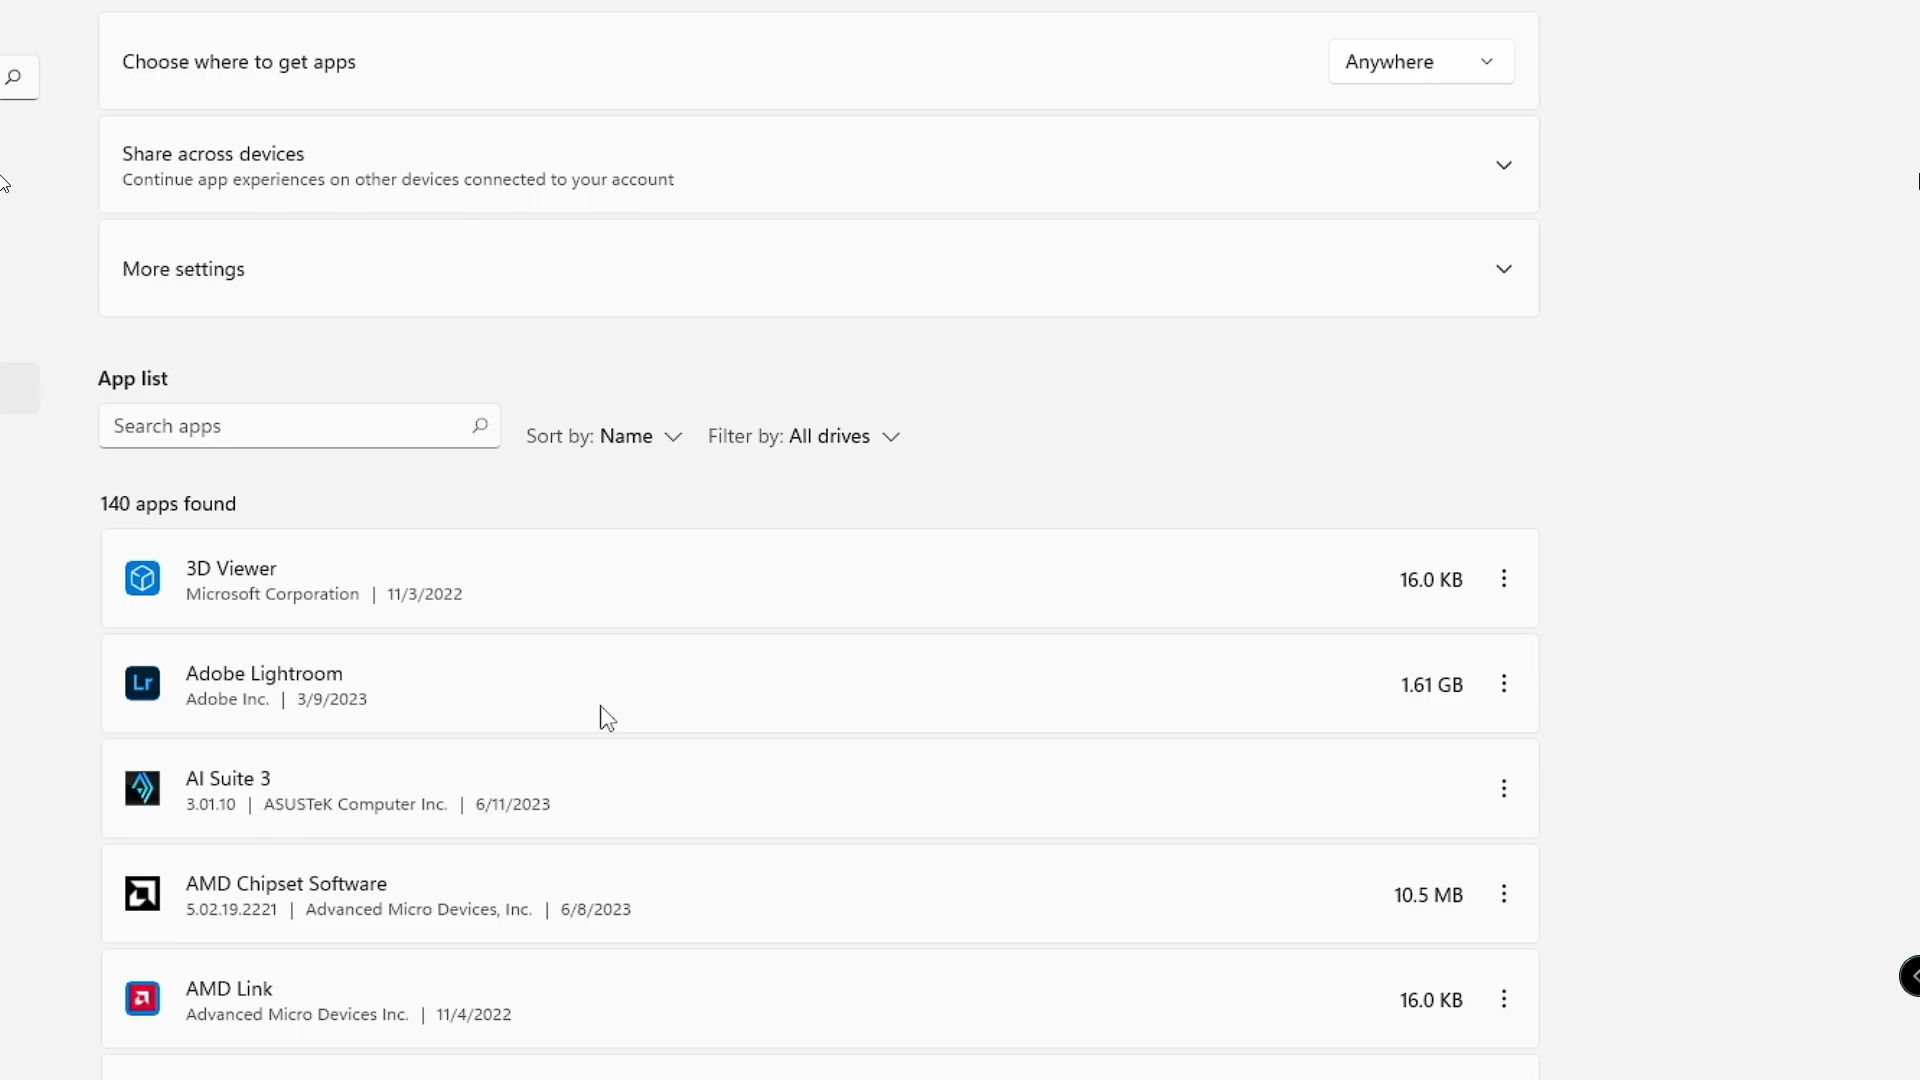 Choose where to get apps
Anywhere
Share across devices
Continue app experiences on other devices connected to your account
More settings
App list
Search apps
Sort by: Name
Filter by: All drives
140 apps found
3D Viewer
Microsoft Corporation | 11/3/2022
16.0 KB
Lr
Adobe Lightroom
Adobe Inc. | 3/9/2023
1.61 GB
AI Suite 3
3.01.10 | ASUSTeK Computer Inc. | 6/11/2023
AMD Chipset Software
5.02.19.2221 | Advanced Micro Devices, Inc. | 6/8/2023
10.5 MB
AMD Link
Advanced Micro Devices Inc. | 11/4/2022
16.0 KB